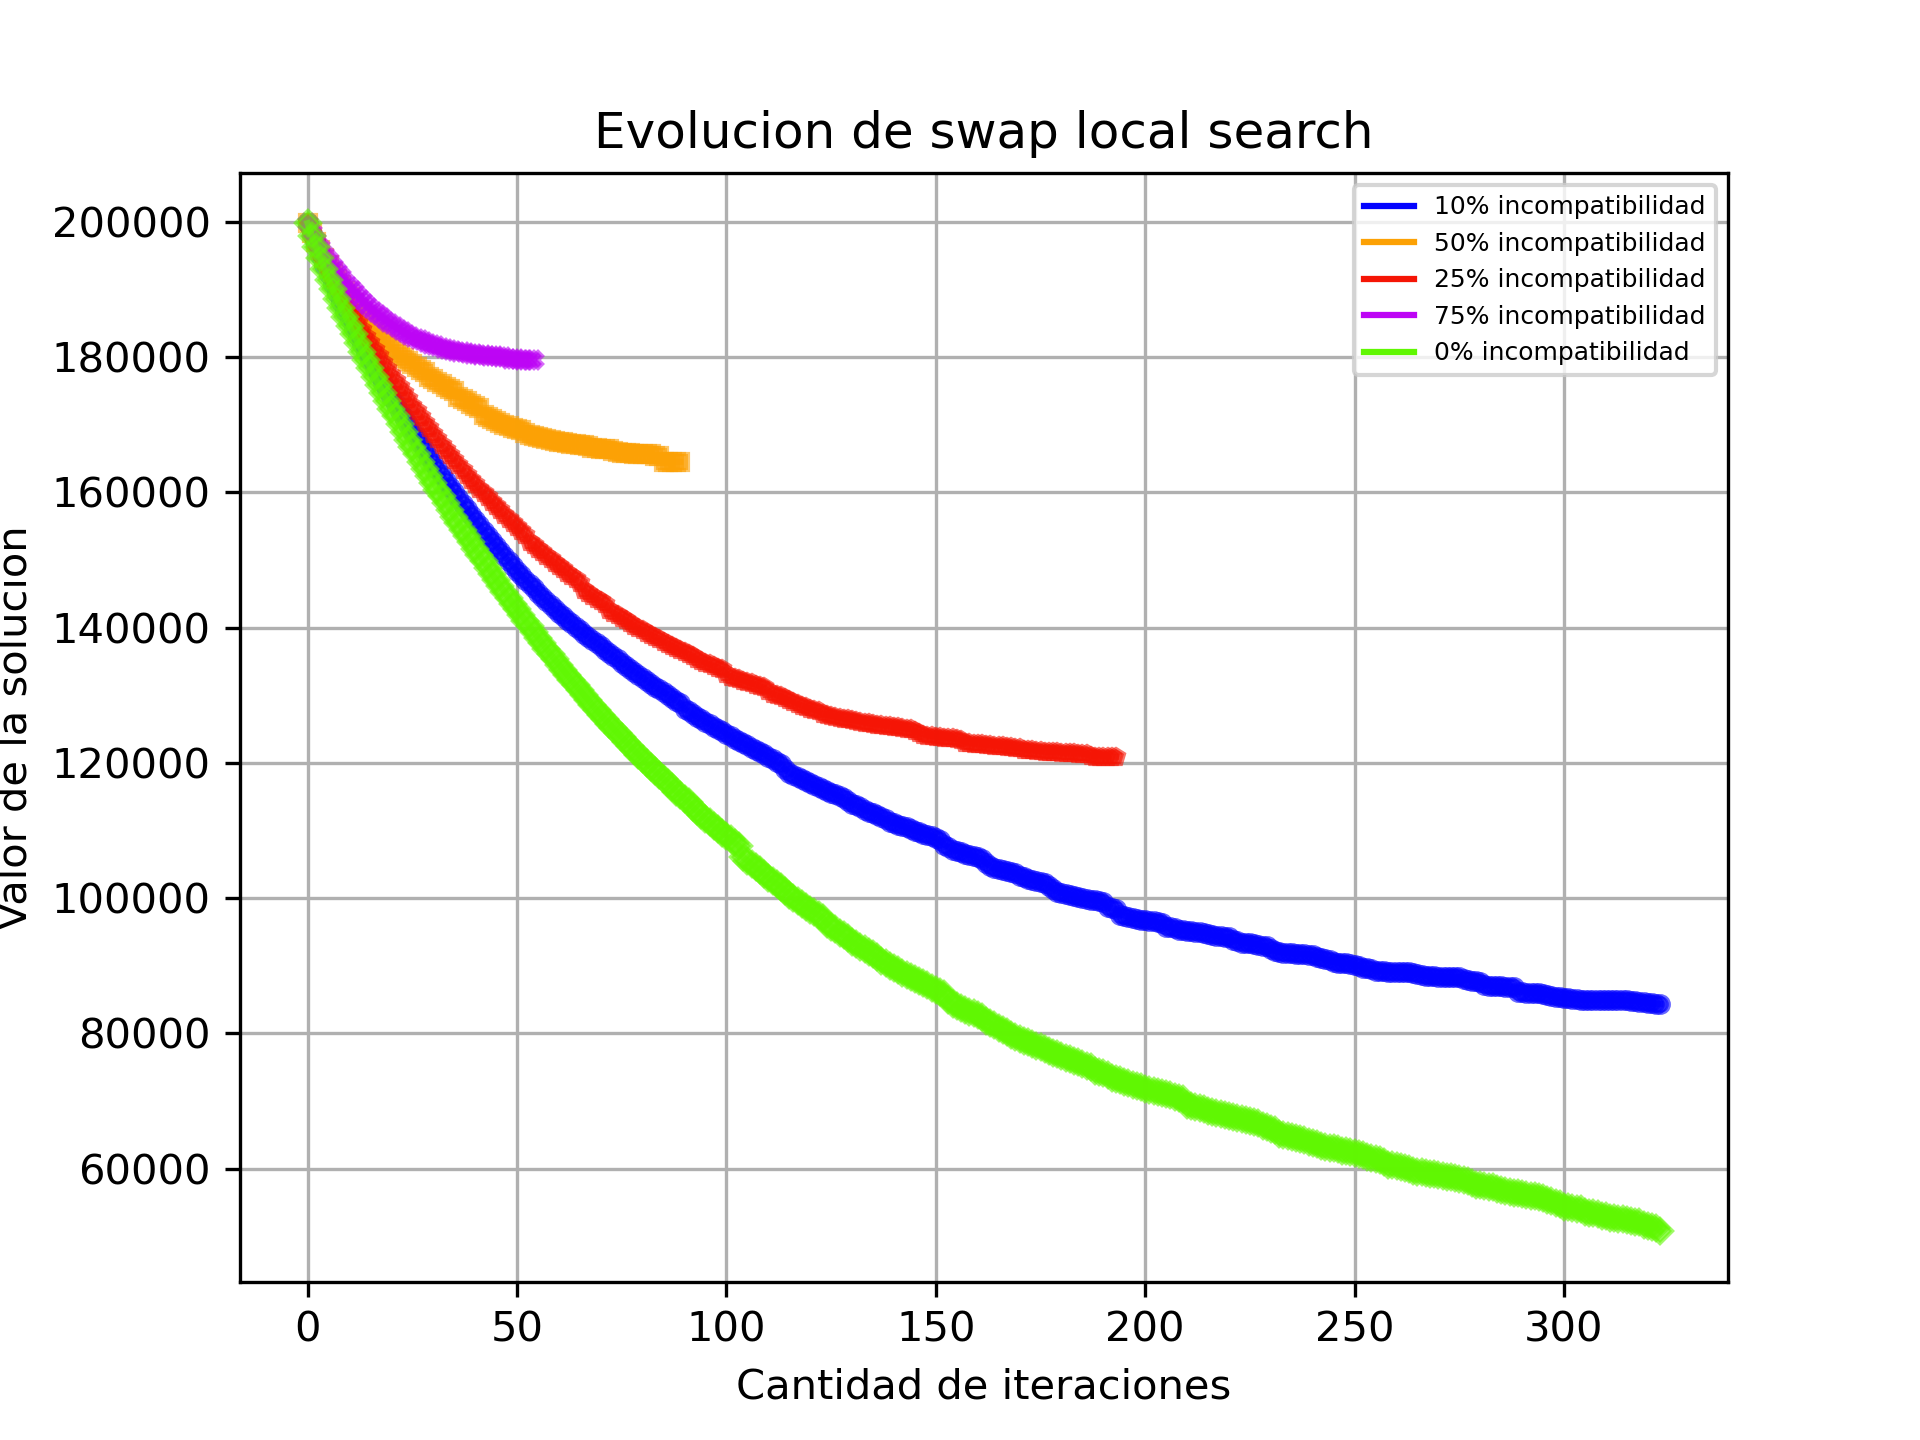 Evolucion de swap local search
10% incompatibilidad
50% incompatibilidad
25% incompatibilidad
75% incompatibilidad
0% incompatibilidad
Valor de la solucion
200000
180000
160000
140000
120000
100000
80000
60000
0 50 100 150 200 250 300
Cantidad de iteraciones